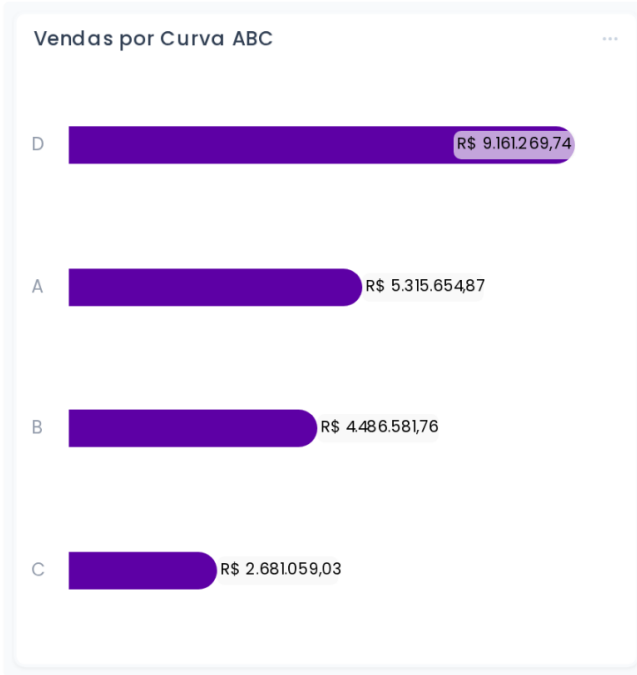 Vendas por Curva ABC
D
R$ 9.161.269,74
A
R$ 5.315.654,87
B
R$ 4.486.581,76
C
R$ 2.681.059,03